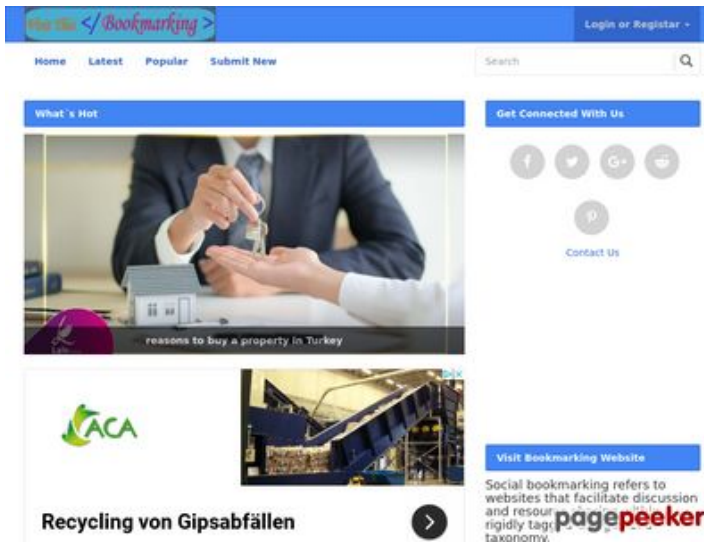 </ Bookmarking >
Login or Registar
Home Latest Popular Submit New
Search
What`s Hot
Get Connected With Us
reasons to buy a property in Turkey
Contact Us
ACA
Recycling von Gipsabfällen
Visit Bookmarking Website
Social bookmarking refers to
websites that facilitate discussion
and
rigidly
taxonomy.
pagepeeker